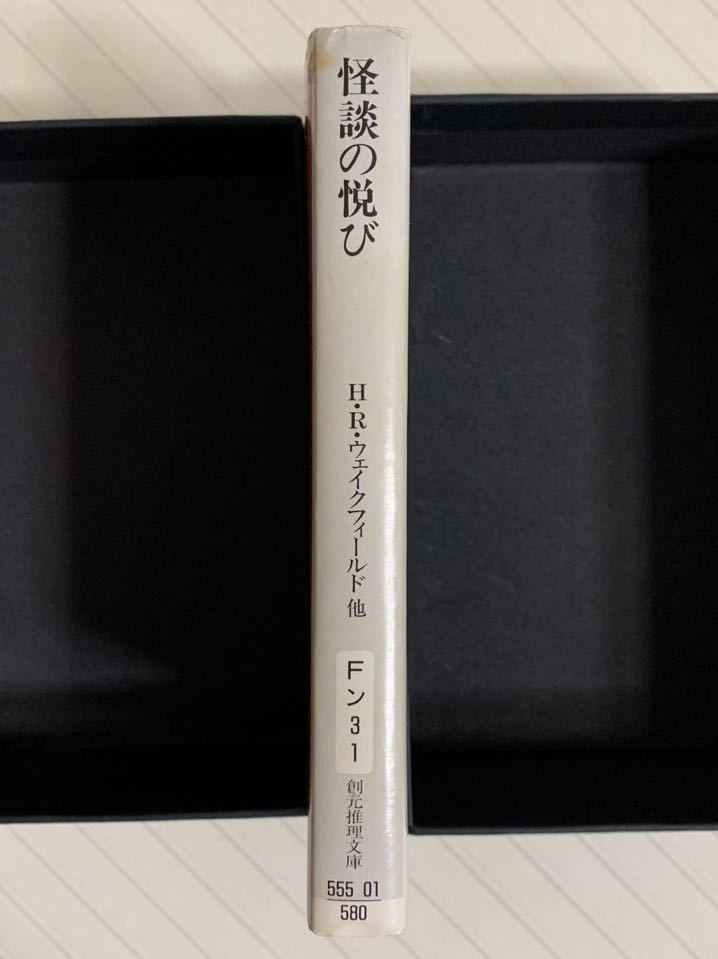 怪談の悦び
H・R・ウェイクフィールド 他
Fン31
創元推理文庫
555 01
580